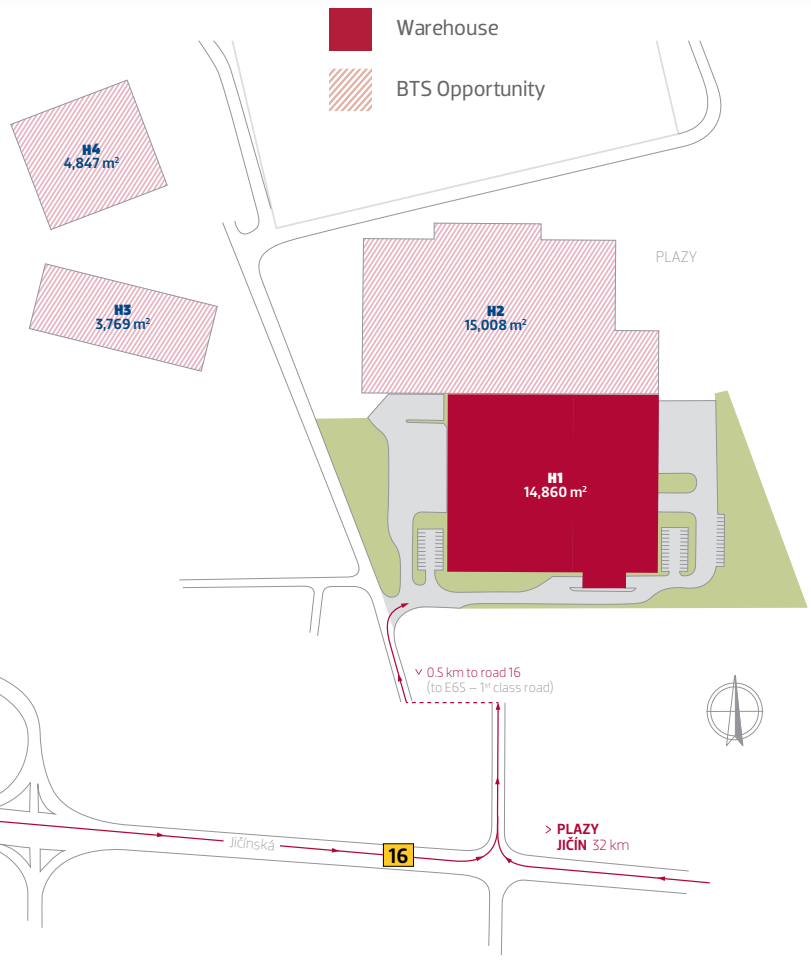 Warehouse
BTS Opportunity
H4
4,847 m²
PLAZY
H3
3,769 m²
H2
15,008 m²
H1
14,860 m²
˅ 0.5 km to road 16
(to E65 – 1ˢᵗ class road)
> PLAZY
JIČÍN 32 km
Jičínská
16